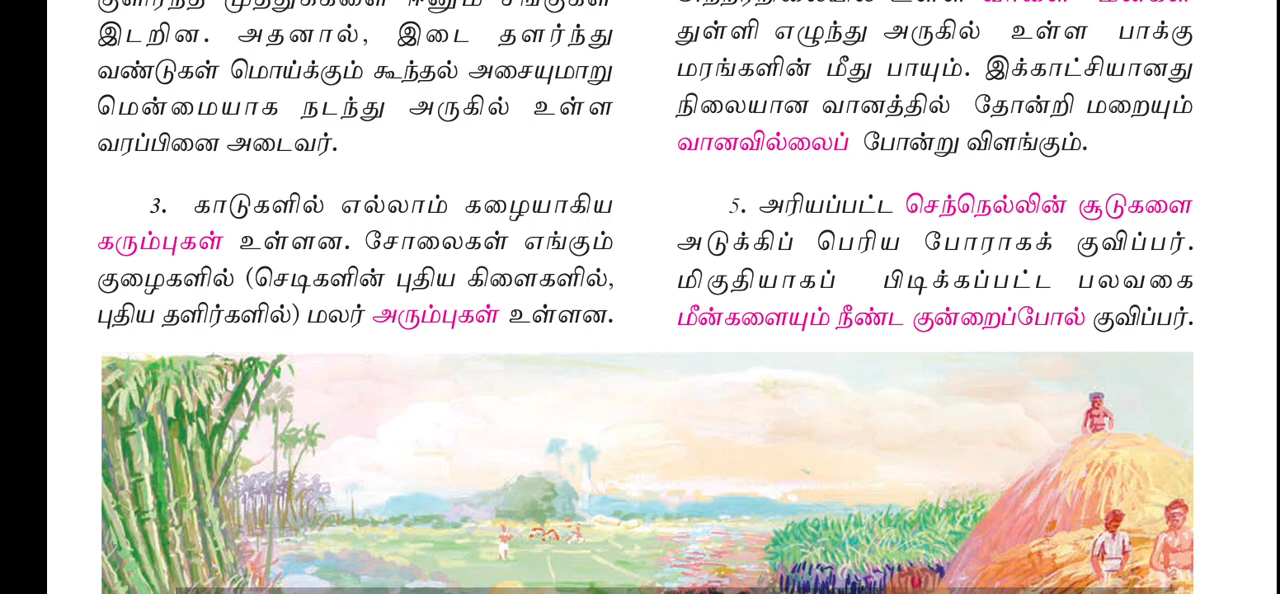 இடறின. அதனால், இடை தளர்ந்து
வண்டுகள் மொய்க்கும் கூந்தல் அசையுமாறு
மென்மையாக நடந்து அருகில் உள்ள
வரப்பினை அடைவர்.
3. காடுகளில் எல்லாம் கழையாகிய
கரும்புகள் உள்ளன. சோலைகள் எங்கும்
குழைகளில் (செடிகளின் புதிய கிளைகளில்,
புதிய தளிர்களில்) மலர் அரும்புகள் உள்ளன.
துள்ளி எழுந்து அருகில் உள்ள பாக்கு
மரங்களின் மீது பாயும். இக்காட்சியானது
நிலையான வானத்தில் தோன்றி மறையும்
வானவில்லைப் போன்று விளங்கும்.
5. அரியப்பட்ட செந்நெல்லின் சூடுகளை
அடுக்கிப் பெரிய போராகக் குவிப்பர்.
மிகுதியாகப் பிடிக்கப்பட்ட பலவகை
மீன்களையும் நீண்ட குன்றைப்போல் குவிப்பர்.